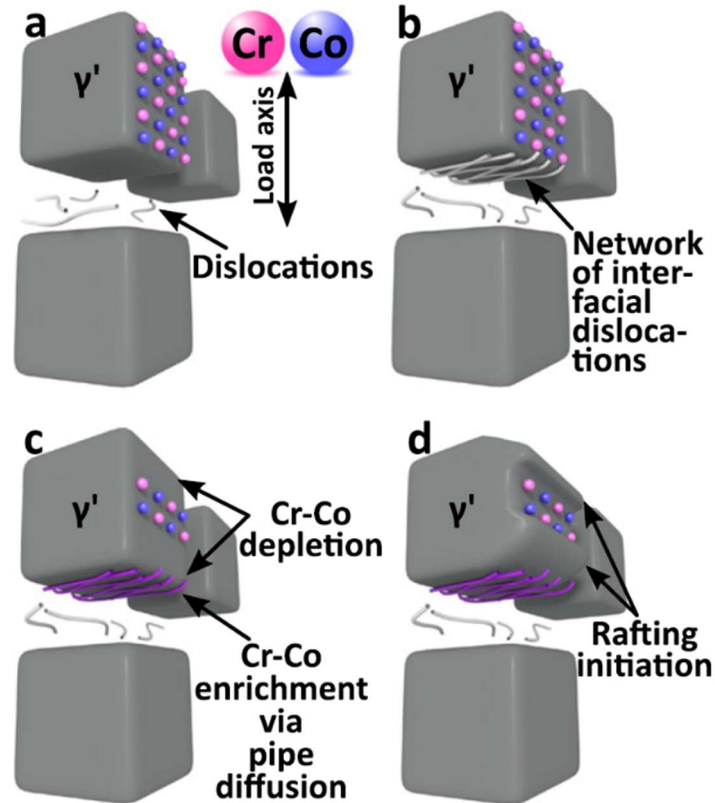 a
Cr Co
γ'
Load axis
Dislocations
b
γ'
Network
of inter-
facial
disloca-
tions
c
γ'
Cr-Co
depletion
Cr-Co
enrichment
via
pipe
diffusion
d
γ'
Rafting
initiation